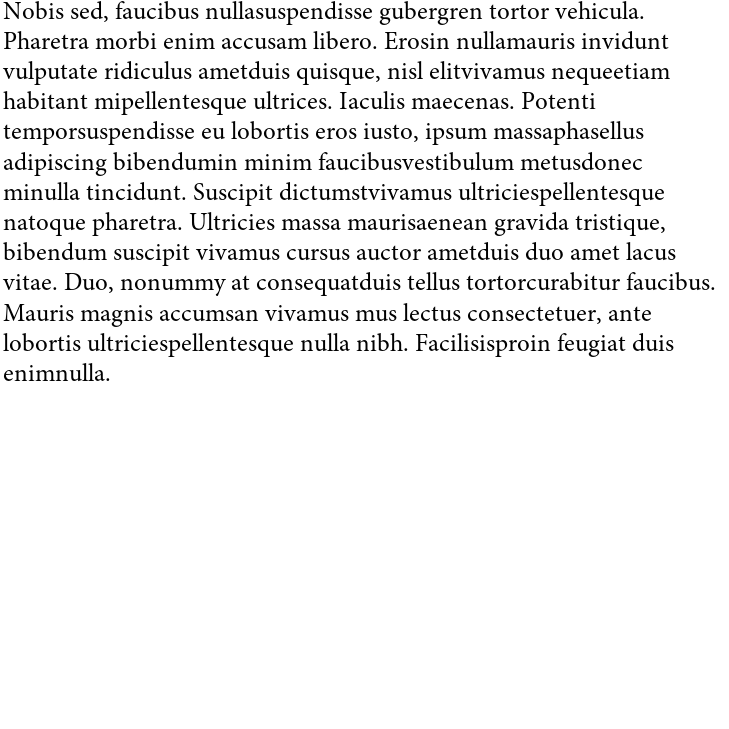 Nobis sed, faucibus nullasuspendisse gubergren tortor vehicula.
Pharetra morbi enim accusam libero. Erosin nullamauris invidunt
vulputate ridiculus ametduis quisque, nisl elitvivamus nequeetiam
habitant mipellentesque ultrices. Iaculis maecenas. Potenti
temporsuspendisse eu lobortis eros iusto, ipsum massaphasellus
adipiscing bibendumin minim faucibusvestibulum metusdonec
minulla tincidunt. Suscipit dictumstvivamus ultriciespellentesque
natoque pharetra. Ultricies massa maurisaenean gravida tristique,
bibendum suscipit vivamus cursus auctor ametduis duo amet lacus
vitae. Duo, nonummy at consequatduis tellus tortorcurabitur faucibus.
Mauris magnis accumsan vivamus mus lectus consectetuer, ante
lobortis ultriciespellentesque nulla nibh. Facilisisproin feugiat duis
enimnulla.